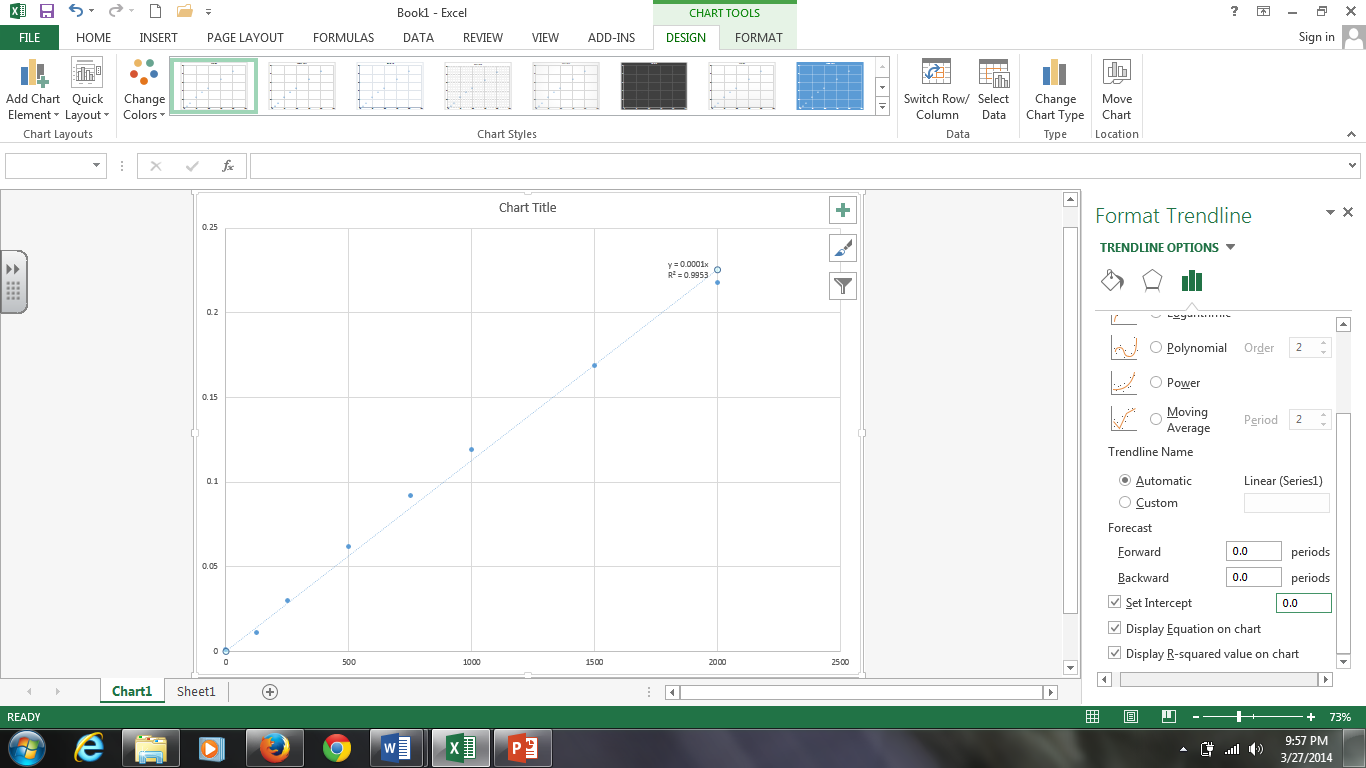 Book1 - Excel
CHART TOOLS
?
FILE
HOME
INSERT
PAGE LAYOUT
FORMULAS
DATA
REVIEW
VIEW
ADD-INS
DESIGN
FORMAT
Sign in
Add Chart
Element
Quick
Layout
Change
Colors
Switch Row/
Column
Select
Data
Change
Chart Type
Move
Chart
Chart Layouts
Chart Styles
Data
Type
Location
fx
Chart Title
0.25
0.2
0.15
0.1
0.05
0
0
500
1000
1500
2000
2500
y = 0.0001x
R² = 0.9953
Format Trendline
TRENDLINE OPTIONS
Logarithmic
Polynomial
Order
2
Power
Moving
Average
Period
2
Trendline Name
Automatic
Linear (Series1)
Custom
Forecast
Forward
0.0
periods
Backward
0.0
periods
Set Intercept
0.0
Display Equation on chart
Display R-squared value on chart
Chart1
Sheet1
READY
73%
9:57 PM
3/27/2014